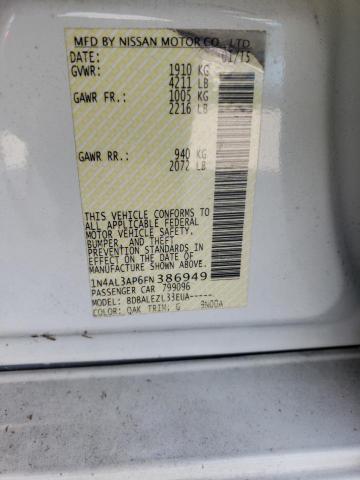 MFD BY NISSAN MOTOR CO., LTD.
DATE: 01/15
GVWR: 1910 KG
4211 LB
GAWR FR: 1005 KG
2216 LB
GAWR RR: 940 KG
2072 LB
THIS VEHICLE CONFORMS TO
ALL APPLICABLE FEDERAL
MOTOR VEHICLE SAFETY,
BUMPER, AND THEFT
PREVENTION STANDARDS IN
EFFECT ON THE DATE OF
MANUFACTURE SHOWN ABOVE.
1N4AL3AP6FN386949
PASSENGER CAR 799096
MODEL: BDBALEZL33EUA-----
COLOR: QAK TRIM: G